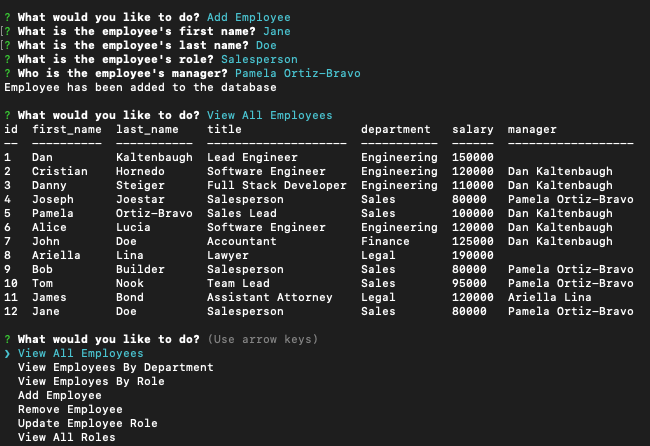 ? What would you like to do? Add Employee
[? What is the employee's first name? Jane
[? What is the employee's last name? Doe
? What is the employee's role? Salesperson
? Who is the employee's manager? Pamela Ortiz-Bravo
Employee has been added to the database
? What would you like to do? View All Employees
id  first_name  last_name    title                 department   salary  manager
--  ----------  -----------  --------------------  -----------  ------  ------------------
1   Dan         Kaltenbaugh  Lead Engineer         Engineering  150000
2   Cristian    Hornedo      Software Engineer     Engineering  120000  Dan Kaltenbaugh
3   Danny       Steiger      Full Stack Developer  Engineering  110000  Dan Kaltenbaugh
4   Joseph      Joestar      Salesperson           Sales        80000   Pamela Ortiz-Bravo
5   Pamela      Ortiz-Bravo  Sales Lead            Sales        100000  Dan Kaltenbaugh
6   Alice       Lucia        Software Engineer     Engineering  120000  Dan Kaltenbaugh
7   John        Doe          Accountant            Finance      125000  Dan Kaltenbaugh
8   Ariella     Lina         Lawyer                Legal        190000
9   Bob         Builder      Salesperson           Sales        80000   Pamela Ortiz-Bravo
10  Tom         Nook         Team Lead             Sales        95000   Pamela Ortiz-Bravo
11  James       Bond         Assistant Attorney    Legal        120000  Ariella Lina
12  Jane        Doe          Salesperson           Sales        80000   Pamela Ortiz-Bravo
? What would you like to do? (Use arrow keys)
❯ View All Employees
View Employees By Department
View Employees By Role
Add Employee
Remove Employee
Update Employee Role
View All Roles